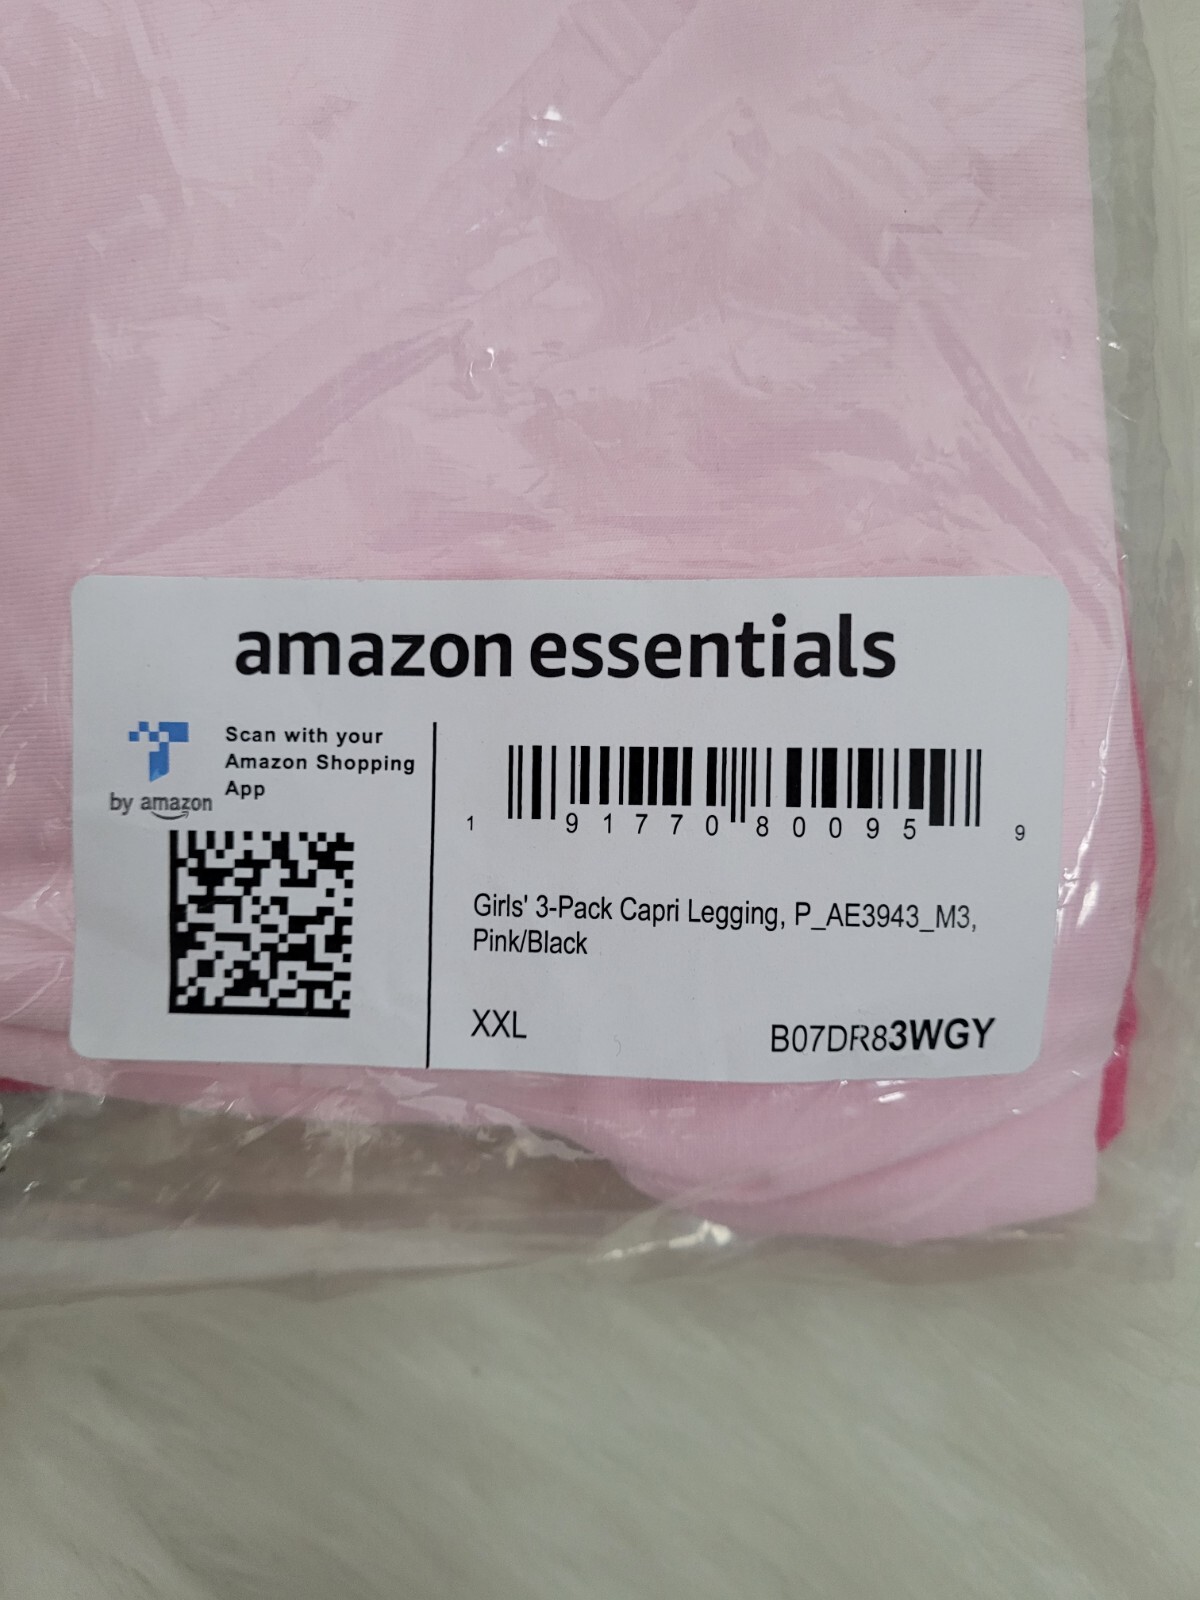 amazon essentials
Scan with your
Amazon Shopping
App
by amazon
1 91770 80095 9
Girls' 3-Pack Capri Legging, P_AE3943_M3,
Pink/Black
XXL
B07DR83WGY